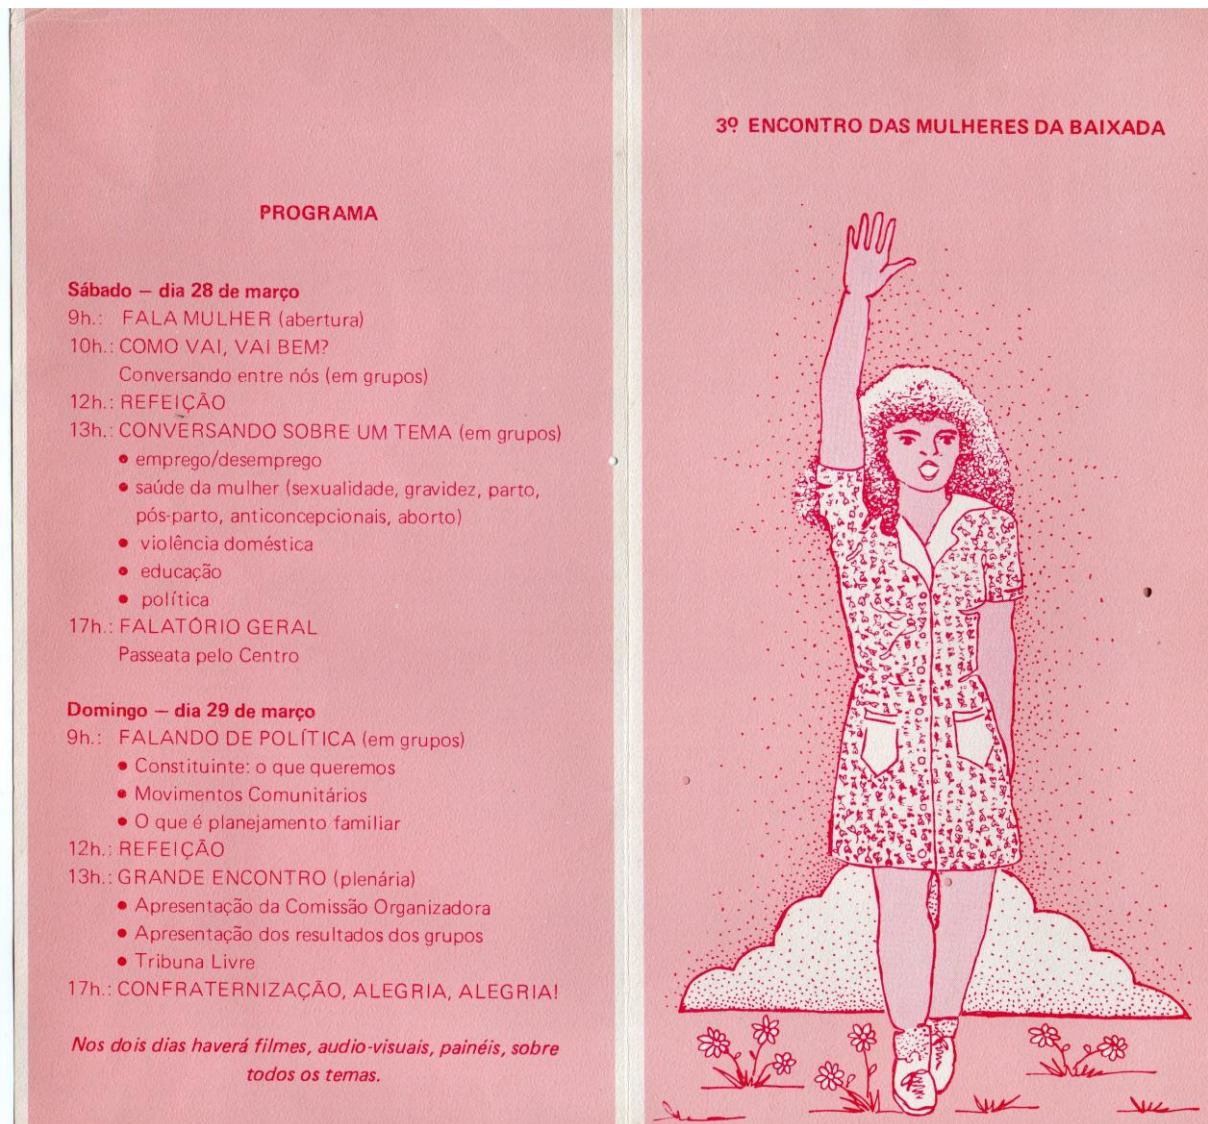 PROGRAMA
Sábado — dia 28 de março
9h.: FALA MULHER (abertura)
10h.: COMO VAI, VAI BEM?
Conversando entre nós (em grupos)
12h.: REFEIÇÃO
13h.: CONVERSANDO SOBRE UM TEMA (em grupos)
• emprego/desemprego
• saúde da mulher (sexualidade, gravidez, parto,
pós-parto, anticoncepcionais, aborto)
• violência doméstica
• educação
• política
17h.: FALATÓRIO GERAL
Passeata pelo Centro
Domingo — dia 29 de março
9h.: FALANDO DE POLÍTICA (em grupos)
• Constituinte: o que queremos
• Movimentos Comunitários
• O que é planejamento familiar
12h.: REFEIÇÃO
13h.: GRANDE ENCONTRO (plenária)
• Apresentação da Comissão Organizadora
• Apresentação dos resultados dos grupos
• Tribuna Livre
17h.: CONFRATERNIZAÇÃO, ALEGRIA, ALEGRIA!
Nos dois dias haverá filmes, audio-visuais, painéis, sobre
todos os temas.
3º ENCONTRO DAS MULHERES DA BAIXADA